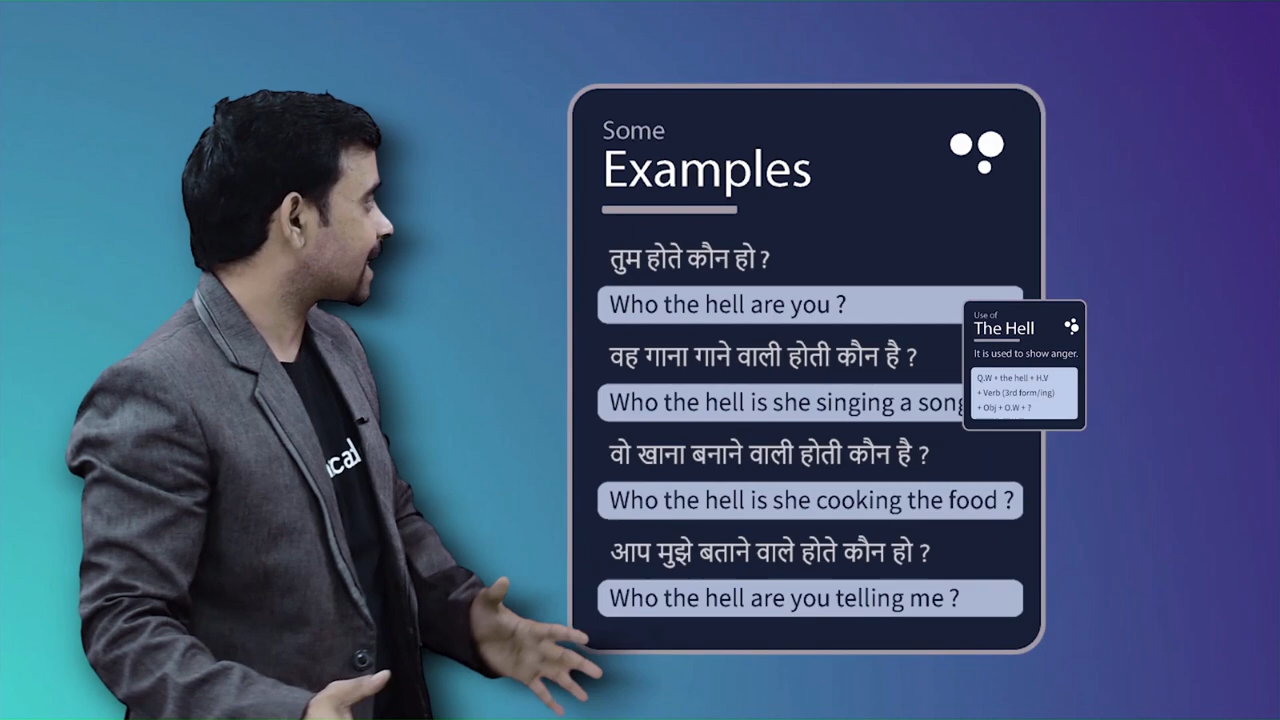 Some
Examples
तुम होते कौन हो ?
Who the hell are you ?
वह गाना गाने वाली होती कौन है ?
Who the hell is she singing a song
वो खाना बनाने वाली होती कौन है ?
Who the hell is she cooking the food ?
आप मुझे बताने वाले होते कौन हो ?
Who the hell are you telling me ?
Use of
The Hell
It is used to show anger.
Q.W + the hell + H.V
+ Verb (3rd form/ing)
+ Obj + O.W + ?